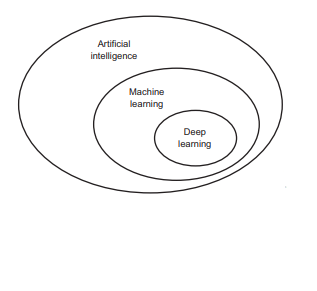 Artificial
intelligence
Machine
learning
Deep
learning